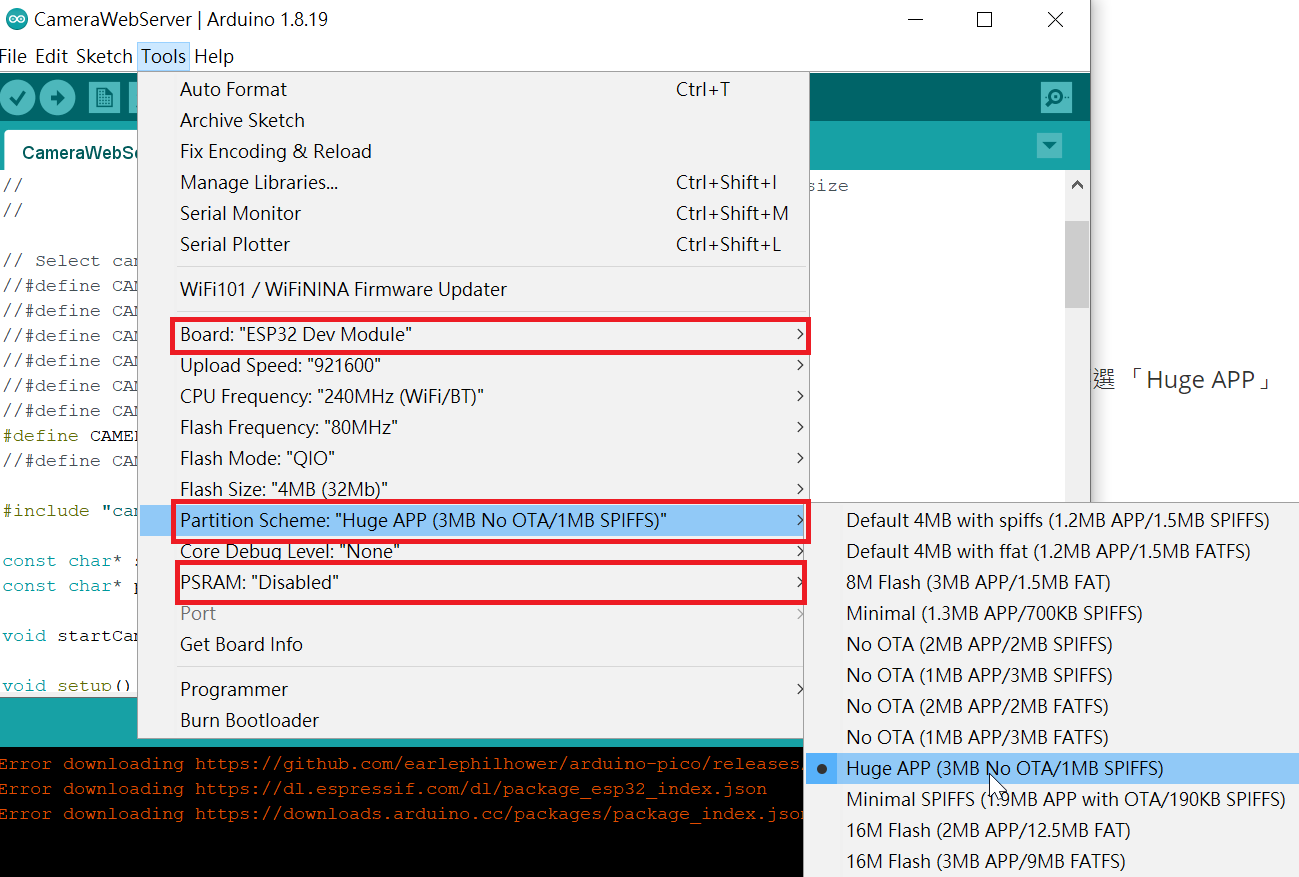 CameraWebServer | Arduino 1.8.19
File Edit Sketch Tools Help
Auto Format Ctrl+T
Archive Sketch
Fix Encoding & Reload
CameraWebSe
Manage Libraries... Ctrl+Shift+I
// size
Serial Monitor Ctrl+Shift+M
//
Serial Plotter Ctrl+Shift+L
// Select cam
WiFi101 / WiFiNINA Firmware Updater
//#define CAM
//#define CAM
Board: "ESP32 Dev Module"
//#define CAM
Upload Speed: "921600"
//#define CAM
選 「Huge APP」
CPU Frequency: "240MHz (WiFi/BT)"
//#define CAM
//#define CAM
Flash Frequency: "80MHz"
#define CAMER
Flash Mode: "QIO"
//#define CAM
Flash Size: "4MB (32Mb)"
#include "cam
Partition Scheme: "Huge APP (3MB No OTA/1MB SPIFFS)"
Default 4MB with spiffs (1.2MB APP/1.5MB SPIFFS)
Core Debug Level: "None"
Default 4MB with ffat (1.2MB APP/1.5MB FATFS)
const char* s
PSRAM: "Disabled"
8M Flash (3MB APP/1.5MB FAT)
const char* p
Port
Minimal (1.3MB APP/700KB SPIFFS)
void startCam
Get Board Info
No OTA (2MB APP/2MB SPIFFS)
No OTA (1MB APP/3MB SPIFFS)
void setup()
Programmer
No OTA (2MB APP/2MB FATFS)
Burn Bootloader
No OTA (1MB APP/3MB FATFS)
Error downloading https://github.com/earlephilhower/arduino-pico/releases/
Huge APP (3MB No OTA/1MB SPIFFS)
Error downloading https://dl.espressif.com/dl/package_esp32_index.json
Minimal SPIFFS (1.9MB APP with OTA/190KB SPIFFS)
Error downloading https://downloads.arduino.cc/packages/package_index.json
16M Flash (2MB APP/12.5MB FAT)
16M Flash (3MB APP/9MB FATFS)